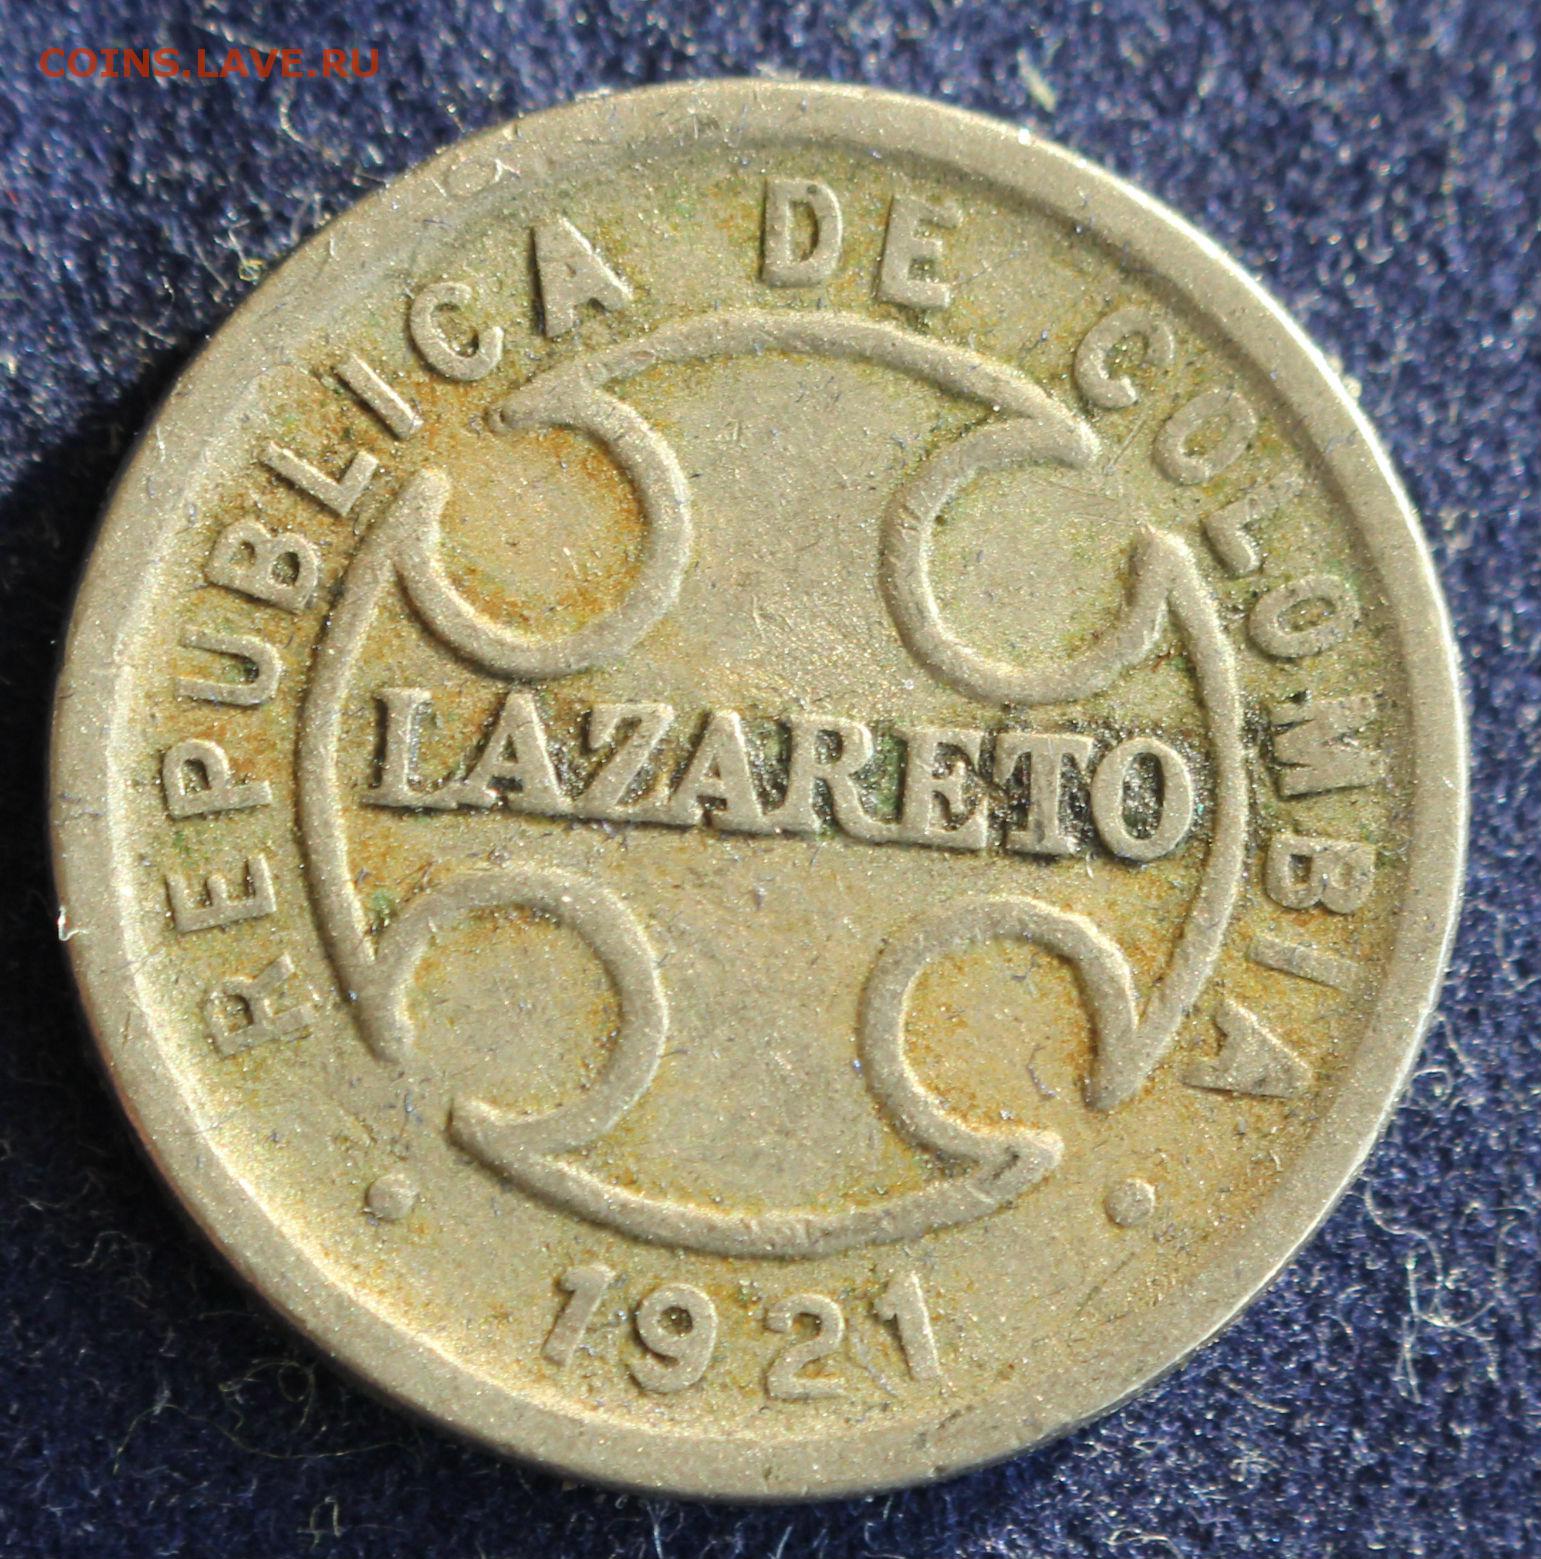 COINS.LAVE.RU
REPUBLICA DE COLOMBIA
LAZARETO
1921